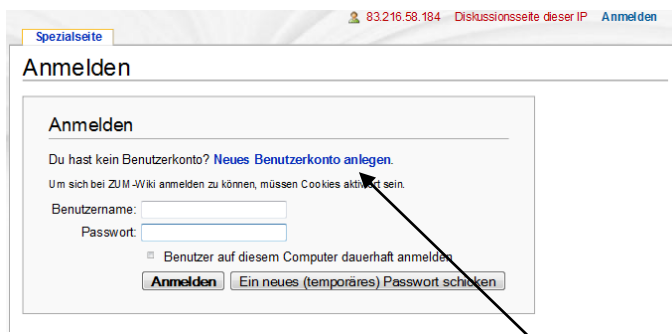 83.216.58.184 Diskussionsseite dieser IP Anmelden
Spezialseite
Anmelden
Anmelden
Du hast kein Benutzerkonto? Neues Benutzerkonto anlegen.
Um sich bei ZUM-Wiki anmelden zu können, müssen Cookies aktiviert sein.
Benutzername:
Passwort:
Benutzer auf diesem Computer dauerhaft anmelden
Anmelden Ein neues (temporäres) Passwort schicken